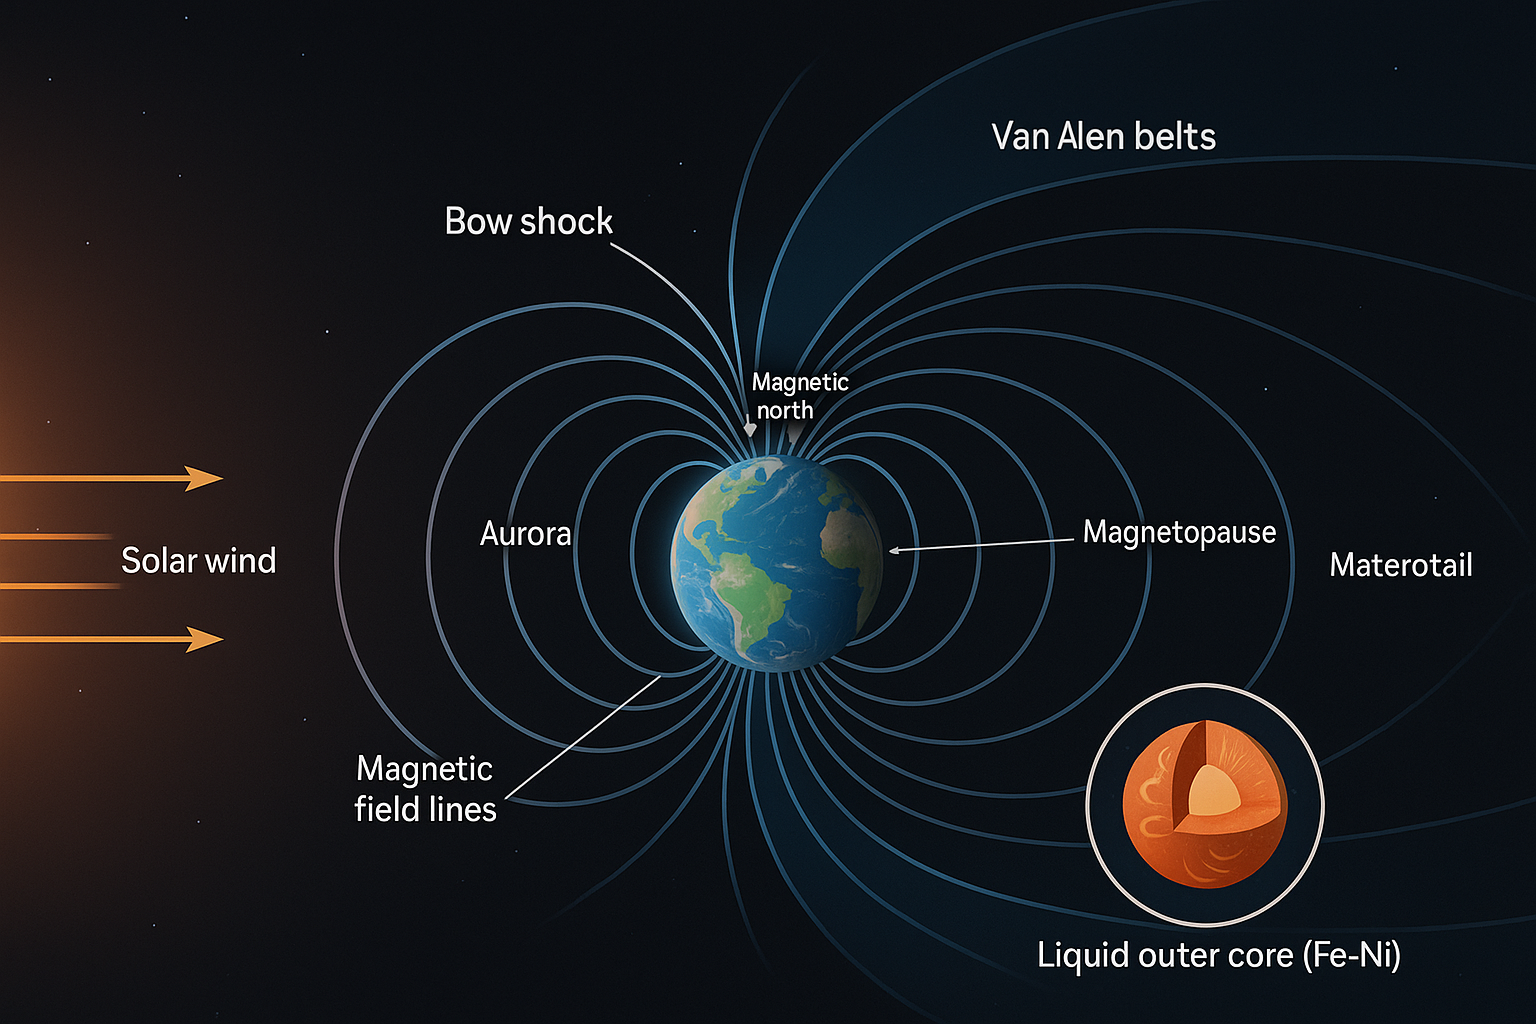 Van Alen belts
Bow shock
Magnetic
north
Aurora
Magnetopause
Solar wind
Materotail
Magnetic
field lines
Liquid outer core (Fe-Ni)